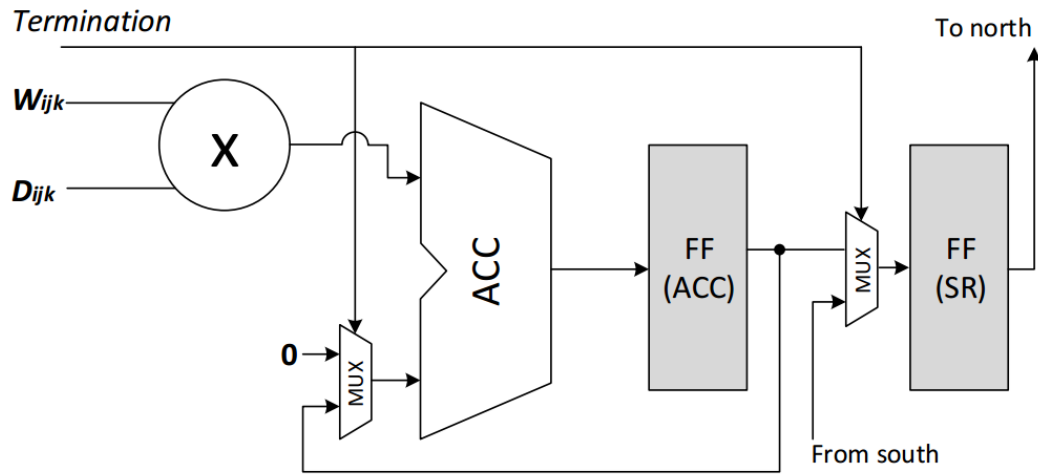 Termination
To north
Wijk
X
Dijk
ACC
FF
(ACC)
MUX
FF
(SR)
0
MUX
From south